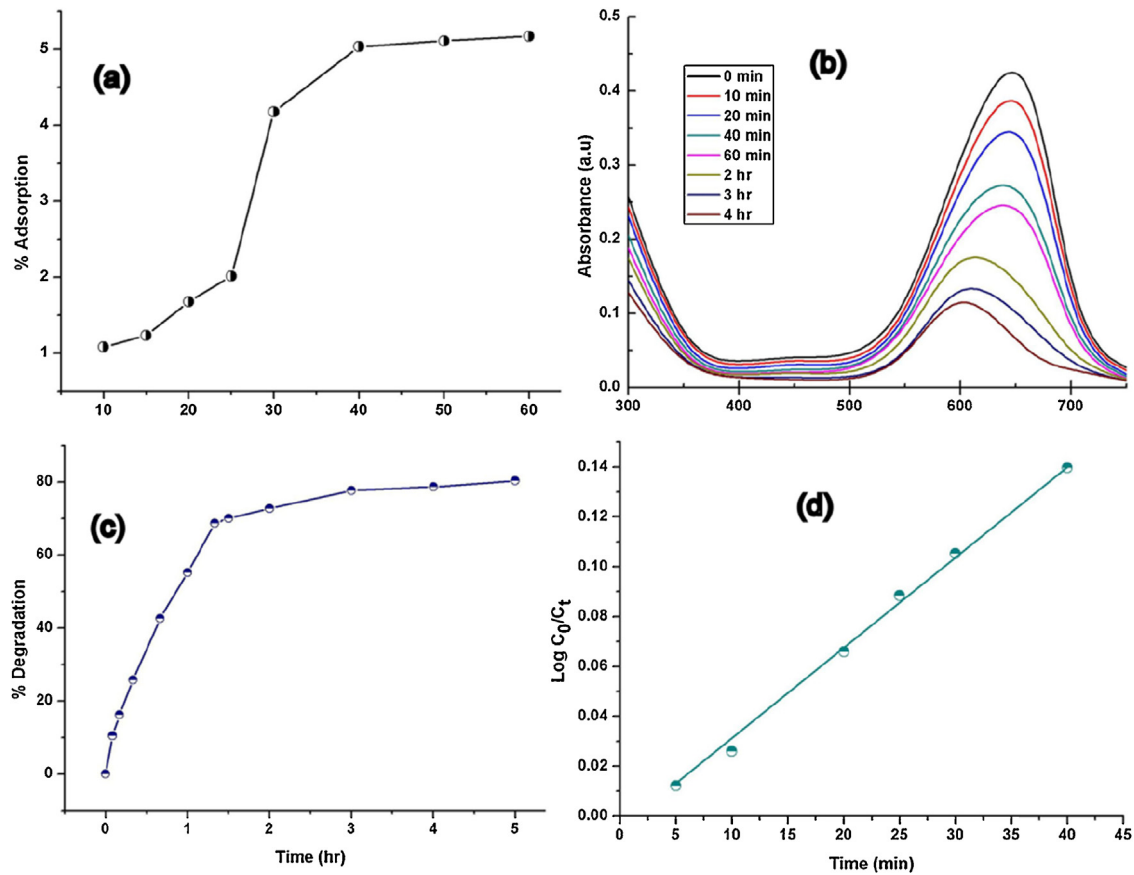 (a)
% Adsorption
5
4
3
2
1
10 20 30 40 50 60
(b)
Absorbance (a.u)
0.5
0.4
0.3
0.2
0.1
0.0
0 min
10 min
20 min
40 min
60 min
2 hr
3 hr
4 hr
300 400 500 600 700
(c)
% Degradation
80
60
40
20
0
0 1 2 3 4 5
Time (hr)
(d)
Log C0/Ct
0.14
0.12
0.10
0.08
0.06
0.04
0.02
0.00
0 5 10 15 20 25 30 35 40 45
Time (min)